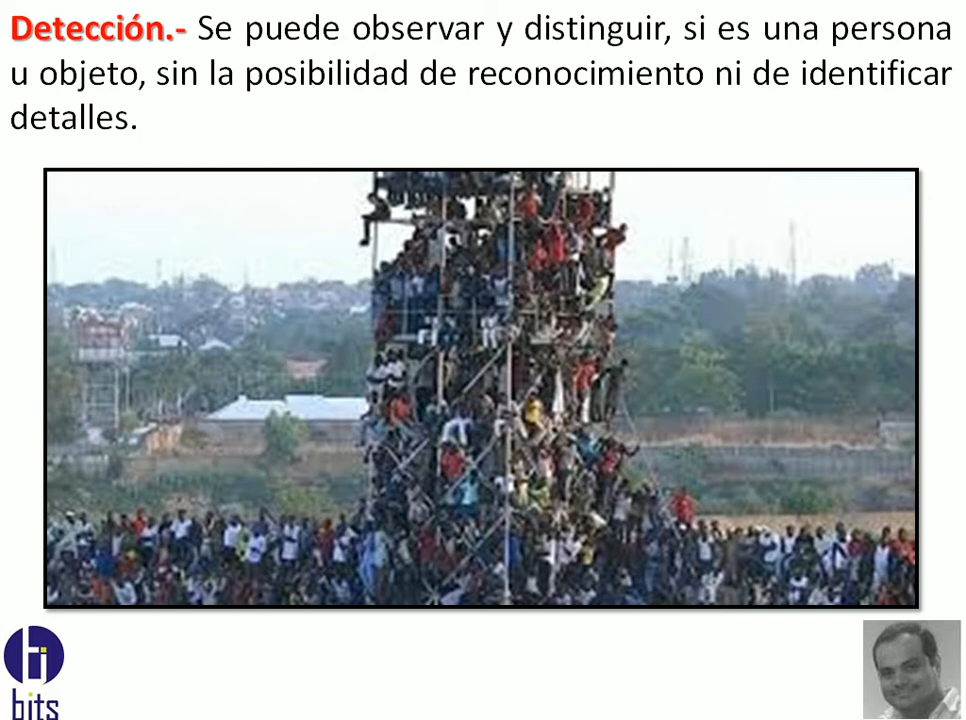 Detección.- Se puede observar y distinguir, si es una persona
u objeto, sin la posibilidad de reconocimiento ni de identificar
detalles.
bits